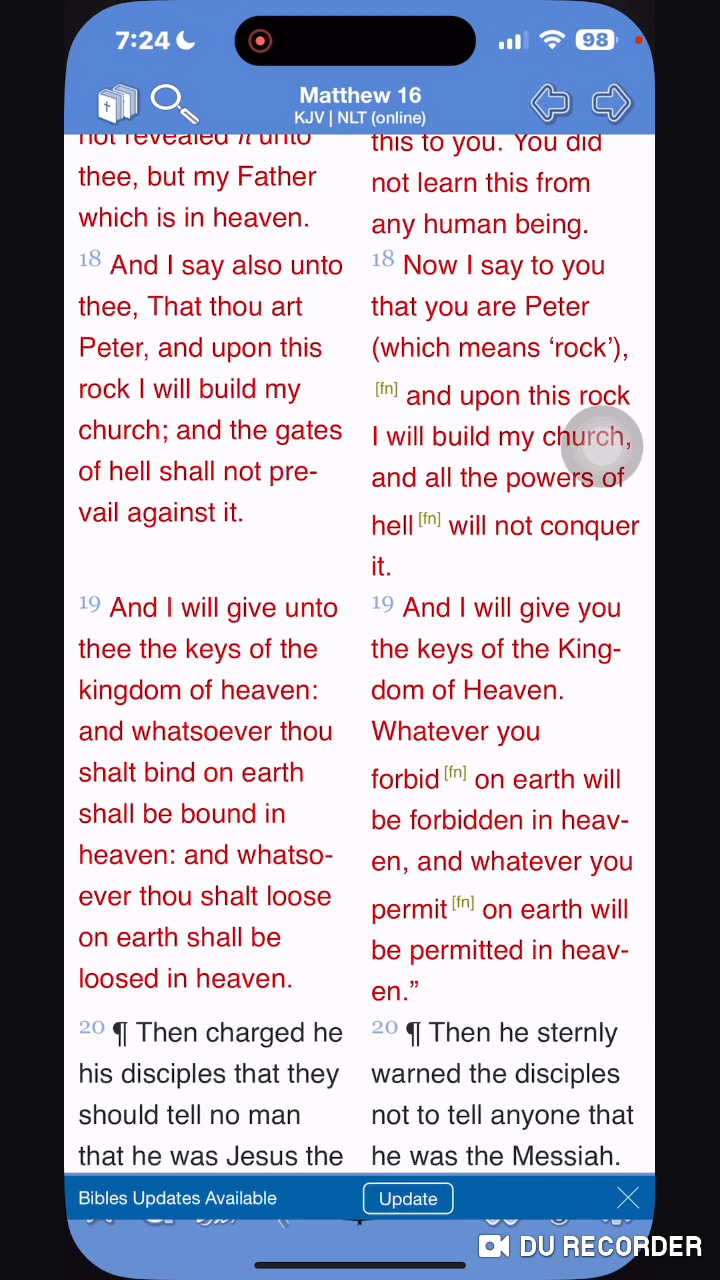 7:24
98
Matthew 16
KJV | NLT (online)
not revealed it unto
thee, but my Father
which is in heaven.
18 And I say also unto
thee, That thou art
Peter, and upon this
rock I will build my
church; and the gates
of hell shall not pre-
vail against it.
19 And I will give unto
thee the keys of the
kingdom of heaven:
and whatsoever thou
shalt bind on earth
shall be bound in
heaven: and whatso-
ever thou shalt loose
on earth shall be
loosed in heaven.
20 ¶ Then charged he
his disciples that they
should tell no man
that he was Jesus the
this to you. You did
not learn this from
any human being.
18 Now I say to you
that you are Peter
(which means ‘rock’),
[fn] and upon this rock
I will build my church,
and all the powers of
hell [fn] will not conquer
it.
19 And I will give you
the keys of the King-
dom of Heaven.
Whatever you
forbid [fn] on earth will
be forbidden in heav-
en, and whatever you
permit [fn] on earth will
be permitted in heav-
en.”
20 ¶ Then he sternly
warned the disciples
not to tell anyone that
he was the Messiah.
Bibles Updates Available
Update
DU RECORDER